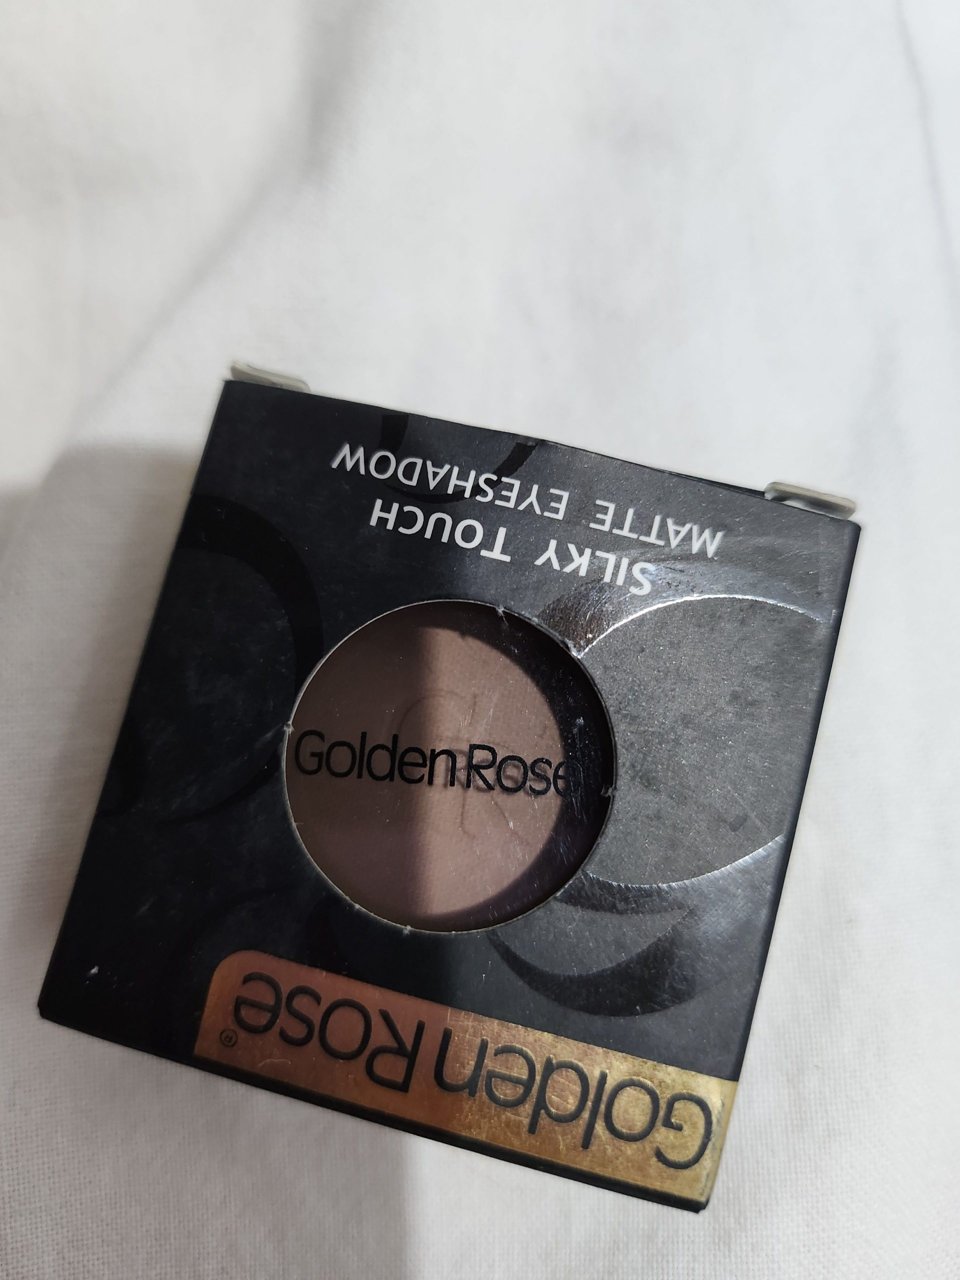 Golden Rose®
Golden Rose
SILKY TOUCH
MATTE EYESHADOW